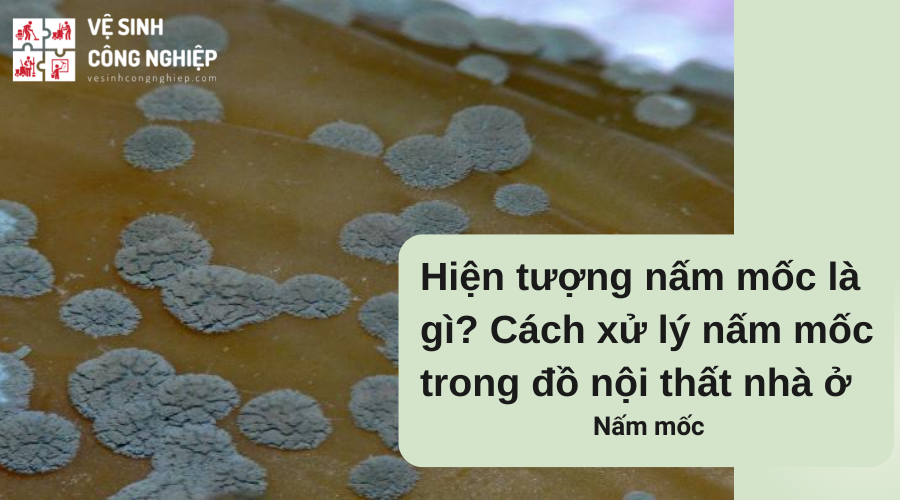 VỆ SINH
CÔNG NGHIỆP
vesinhcongnghiep.com
Hiện tượng nấm mốc là
gì? Cách xử lý nấm mốc
trong đồ nội thất nhà ở
Nấm mốc